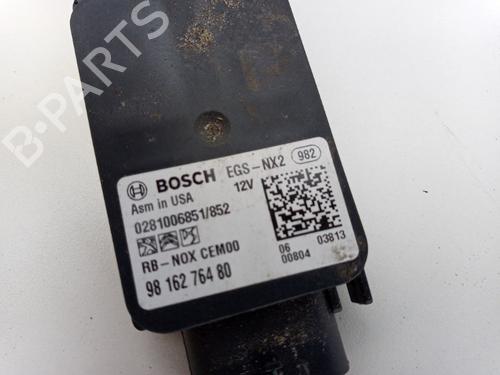 B-PARTS
BOSCH EGS-NX2 982
Asm in USA 12V
0281006851/852
RB-NOX CEM00
06 03813
00804
98 162 764 80